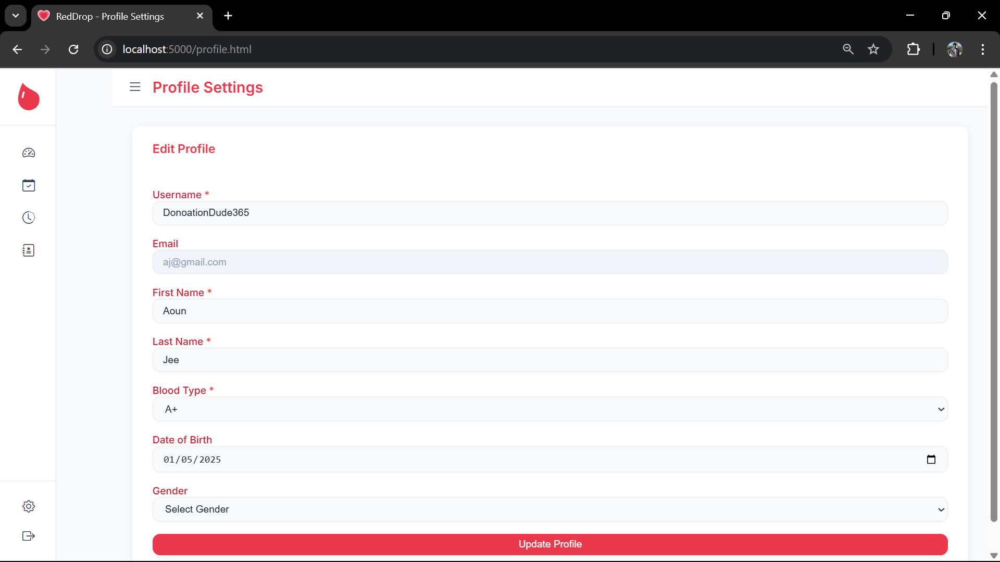 RedDrop - Profile Settings
localhost:5000/profile.html
Profile Settings
Edit Profile
Username *
DonoationDude365
Email
aj@gmail.com
First Name *
Aoun
Last Name *
Jee
Blood Type *
A+
Date of Birth
01/05/2025
Gender
Select Gender
Update Profile